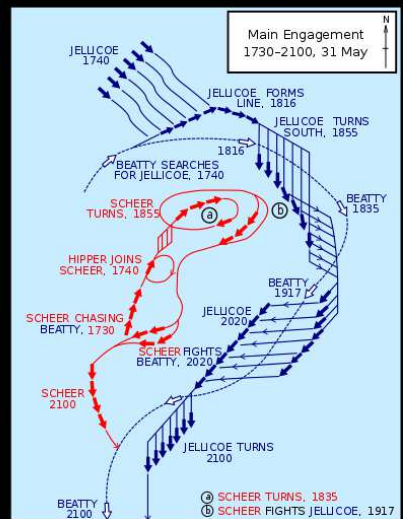 Main Engagement
1730–2100, 31 May
N
JELLICOE
1740
JELLICOE FORMS
LINE, 1816
JELLICOE TURNS
SOUTH, 1855
1816
BEATTY SEARCHES
FOR JELLICOE, 1740
BEATTY
1835
SCHEER
TURNS, 1855
a
b
HIPPER JOINS
SCHEER, 1740
BEATTY
1917
SCHEER CHASING
BEATTY, 1730
JELLICOE
2020
SCHEER FIGHTS
BEATTY, 2020
SCHEER
2100
JELLICOE TURNS
2100
BEATTY
2100
a SCHEER TURNS, 1835
b SCHEER FIGHTS JELLICOE, 1917